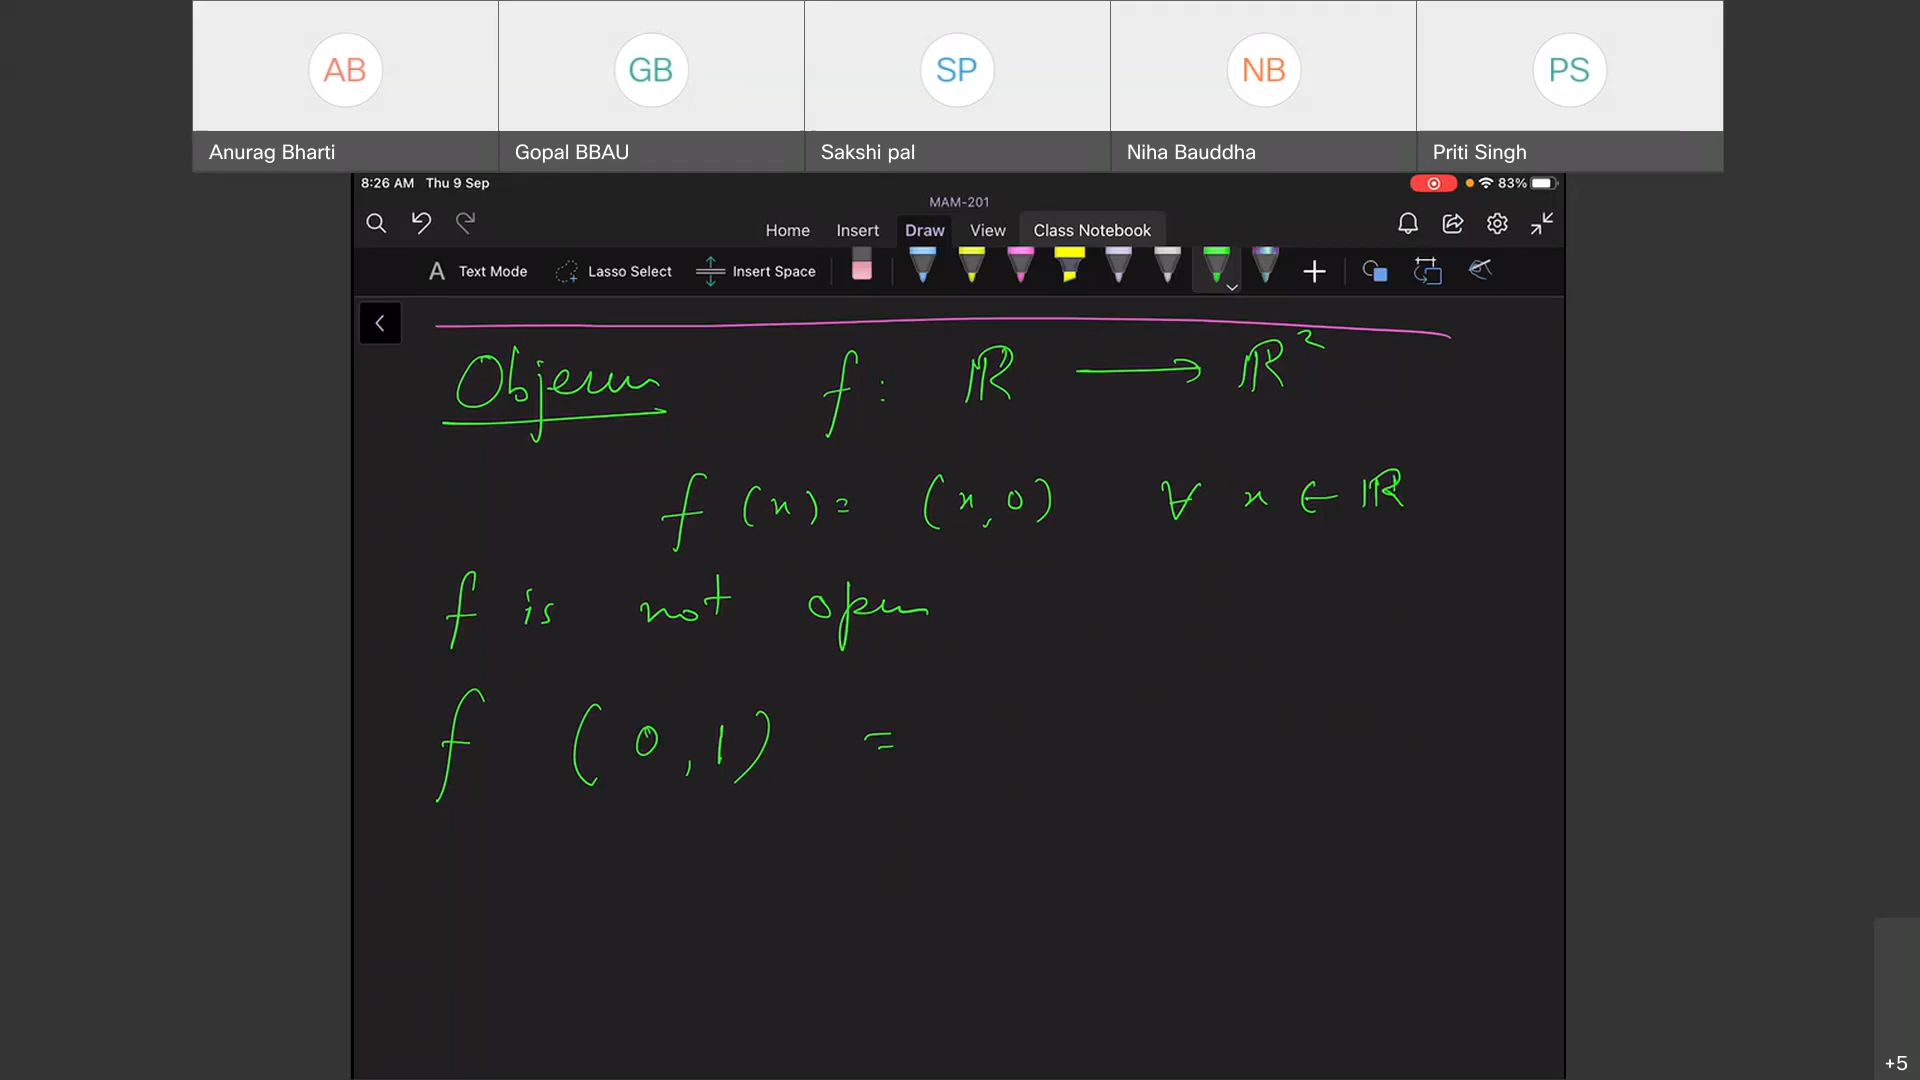 AB GB SP NB PS
Anurag Bharti Gopal BBAU Sakshi pal Niha Bauddha Priti Singh
8:26 AM Thu 9 Sep 83%
MAM-201
Home Insert Draw View Class Notebook
A Text Mode Lasso Select Insert Space
f : ℝ ⟶ ℝ²
f (x) = (x, 0) ∀ x ∈ ℝ
f is not open
f (0, 1) =
+5